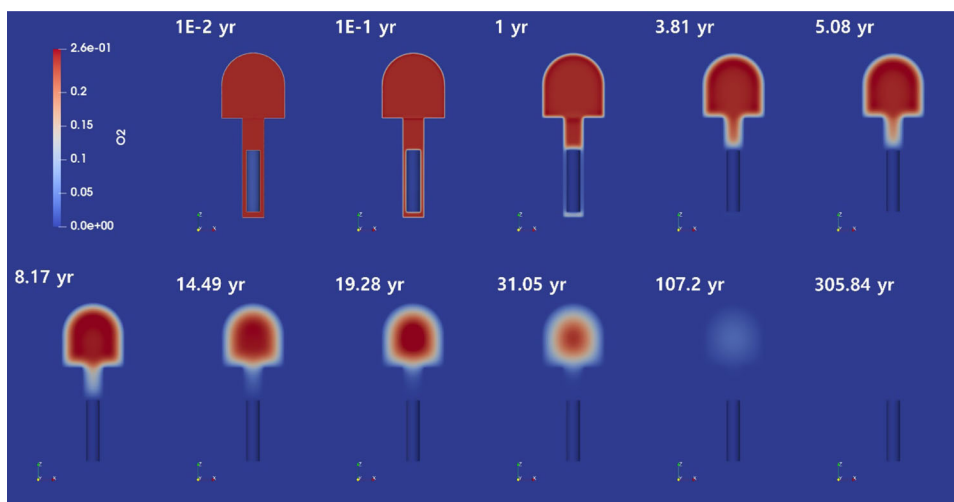 1E-2 yr
1E-1 yr
1 yr
3.81 yr
5.08 yr
2.6e-01
0.2
0.15
0.1
0.05
0.0e+00
O2
8.17 yr
14.49 yr
19.28 yr
31.05 yr
107.2 yr
305.84 yr